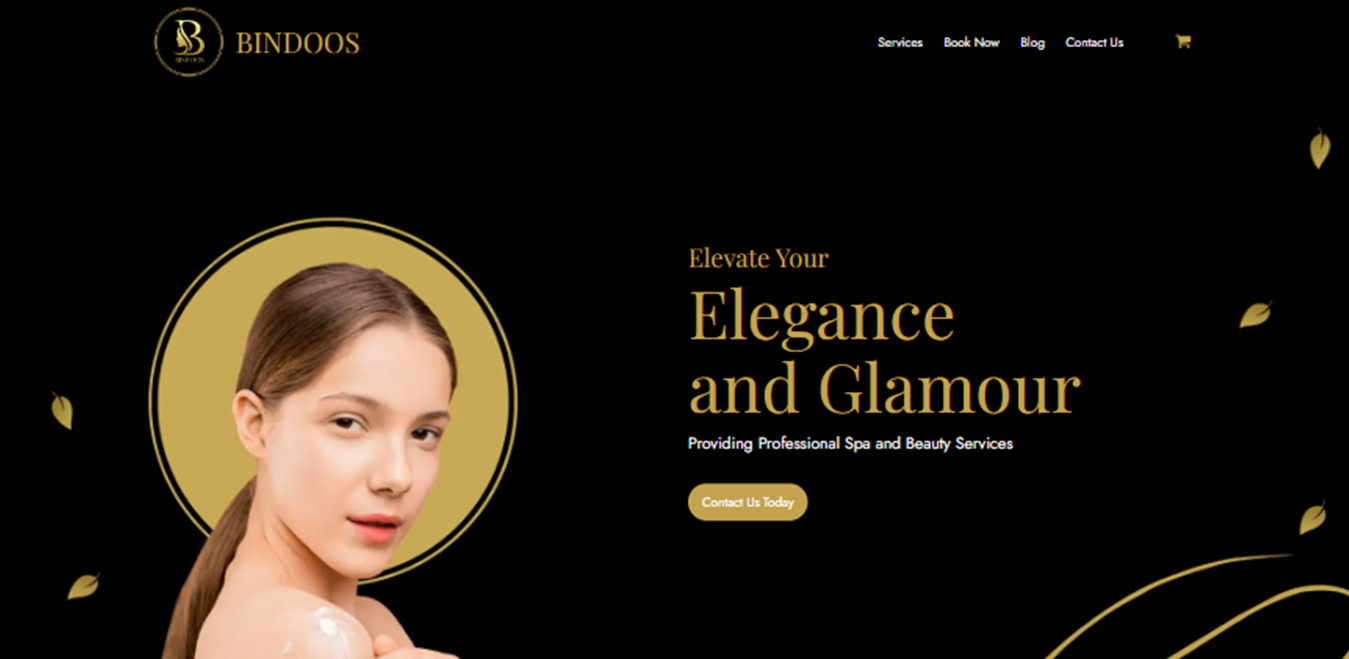 BINDOOS
BINDOOS
Services Book Now Blog Contact Us
Elevate Your
Elegance
and Glamour
Providing Professional Spa and Beauty Services
Contact Us Today